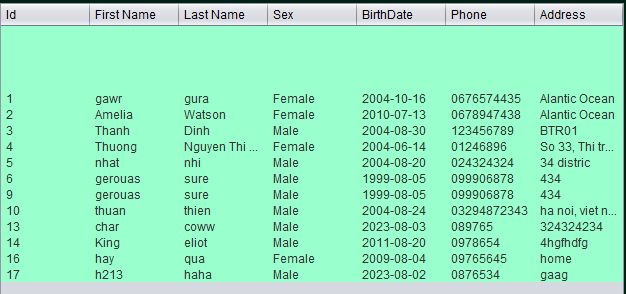 Id First Name Last Name Sex BirthDate Phone Address
1 gawr gura Female 2004-10-16 0676574435 Alantic Ocean
2 Amelia Watson Female 2010-07-13 0678947438 Alantic Ocean
3 Thanh Dinh Male 2004-08-30 123456789 BTR01
4 Thuong Nguyen Thi ... Female 2004-06-14 01246896 So 33, Thi tr...
5 nhat nhi Male 2004-08-20 024324324 34 distric
6 gerouas sure Male 1999-08-05 099906878 434
9 gerouas sure Male 1999-08-05 099906878 434
10 thuan thien Male 2004-08-24 03294872343 ha noi, viet n...
13 char coww Male 2023-08-03 089765 324324234
14 King eliot Male 2011-08-20 0978654 4hgfhdfg
16 hay qua Female 2009-08-04 09765645 home
17 h213 haha Male 2023-08-02 0876534 gaag